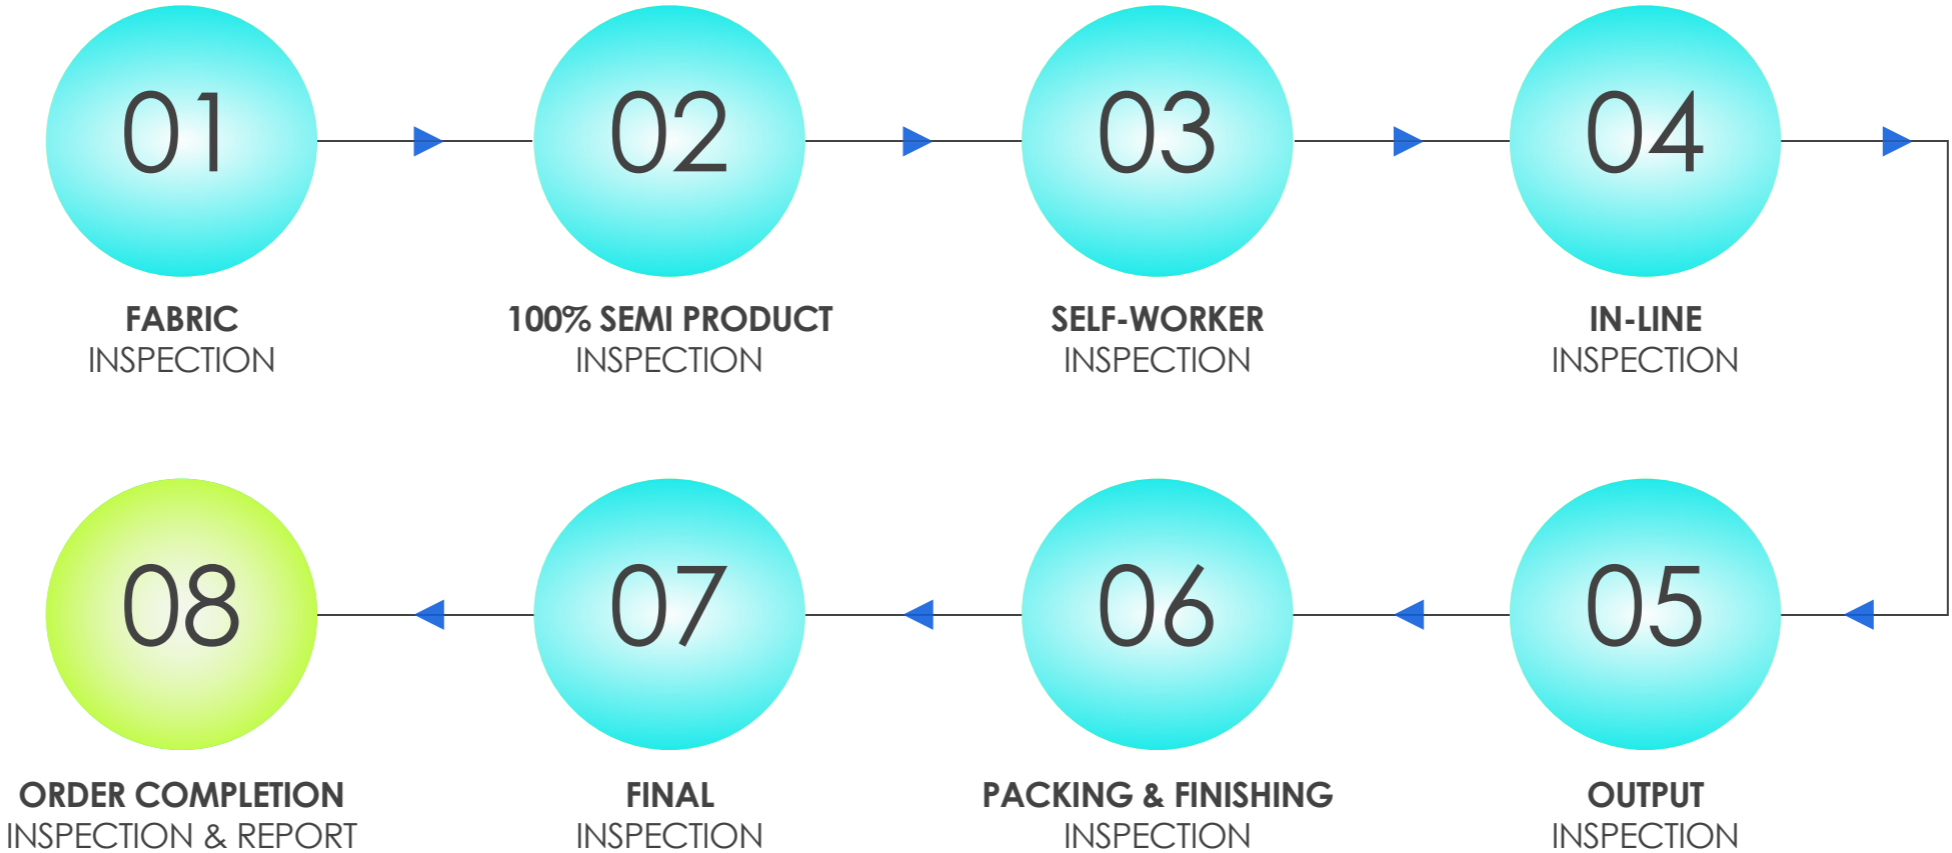 01
FABRIC
INSPECTION
02
100% SEMI PRODUCT
INSPECTION
03
SELF-WORKER
INSPECTION
04
IN-LINE
INSPECTION
05
OUTPUT
INSPECTION
06
PACKING & FINISHING
INSPECTION
07
FINAL
INSPECTION
08
ORDER COMPLETION
INSPECTION & REPORT